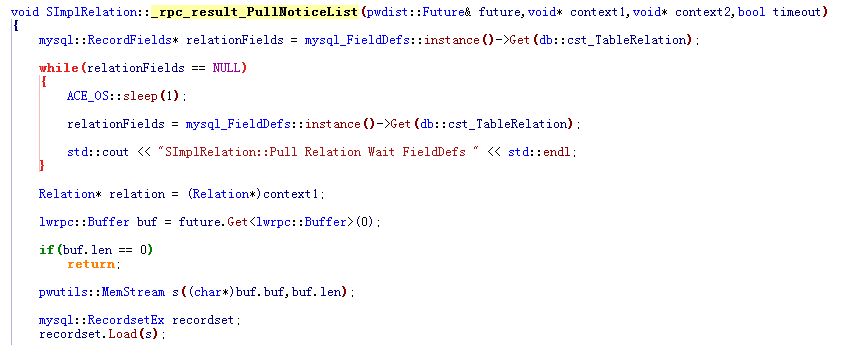 void SImplRelation::_rpc_result_PullNoticeList(pwdist::Future& future,void* context1,void* context2,bool timeout)
{
mysql::RecordFields* relationFields = mysql_FieldDefs::instance()->Get(db::cst_TableRelation);
while(relationFields == NULL)
{
ACE_OS::sleep(1);
relationFields = mysql_FieldDefs::instance()->Get(db::cst_TableRelation);
std::cout << "SImplRelation::Pull Relation Wait FieldDefs " << std::endl;
}
Relation* relation = (Relation*)context1;
lwrpc::Buffer buf = future.Get<lwrpc::Buffer>(0);
if(buf.len == 0)
return;
pwutils::MemStream s((char*)buf.buf,buf.len);
mysql::RecordsetEx recordset;
recordset.Load(s);